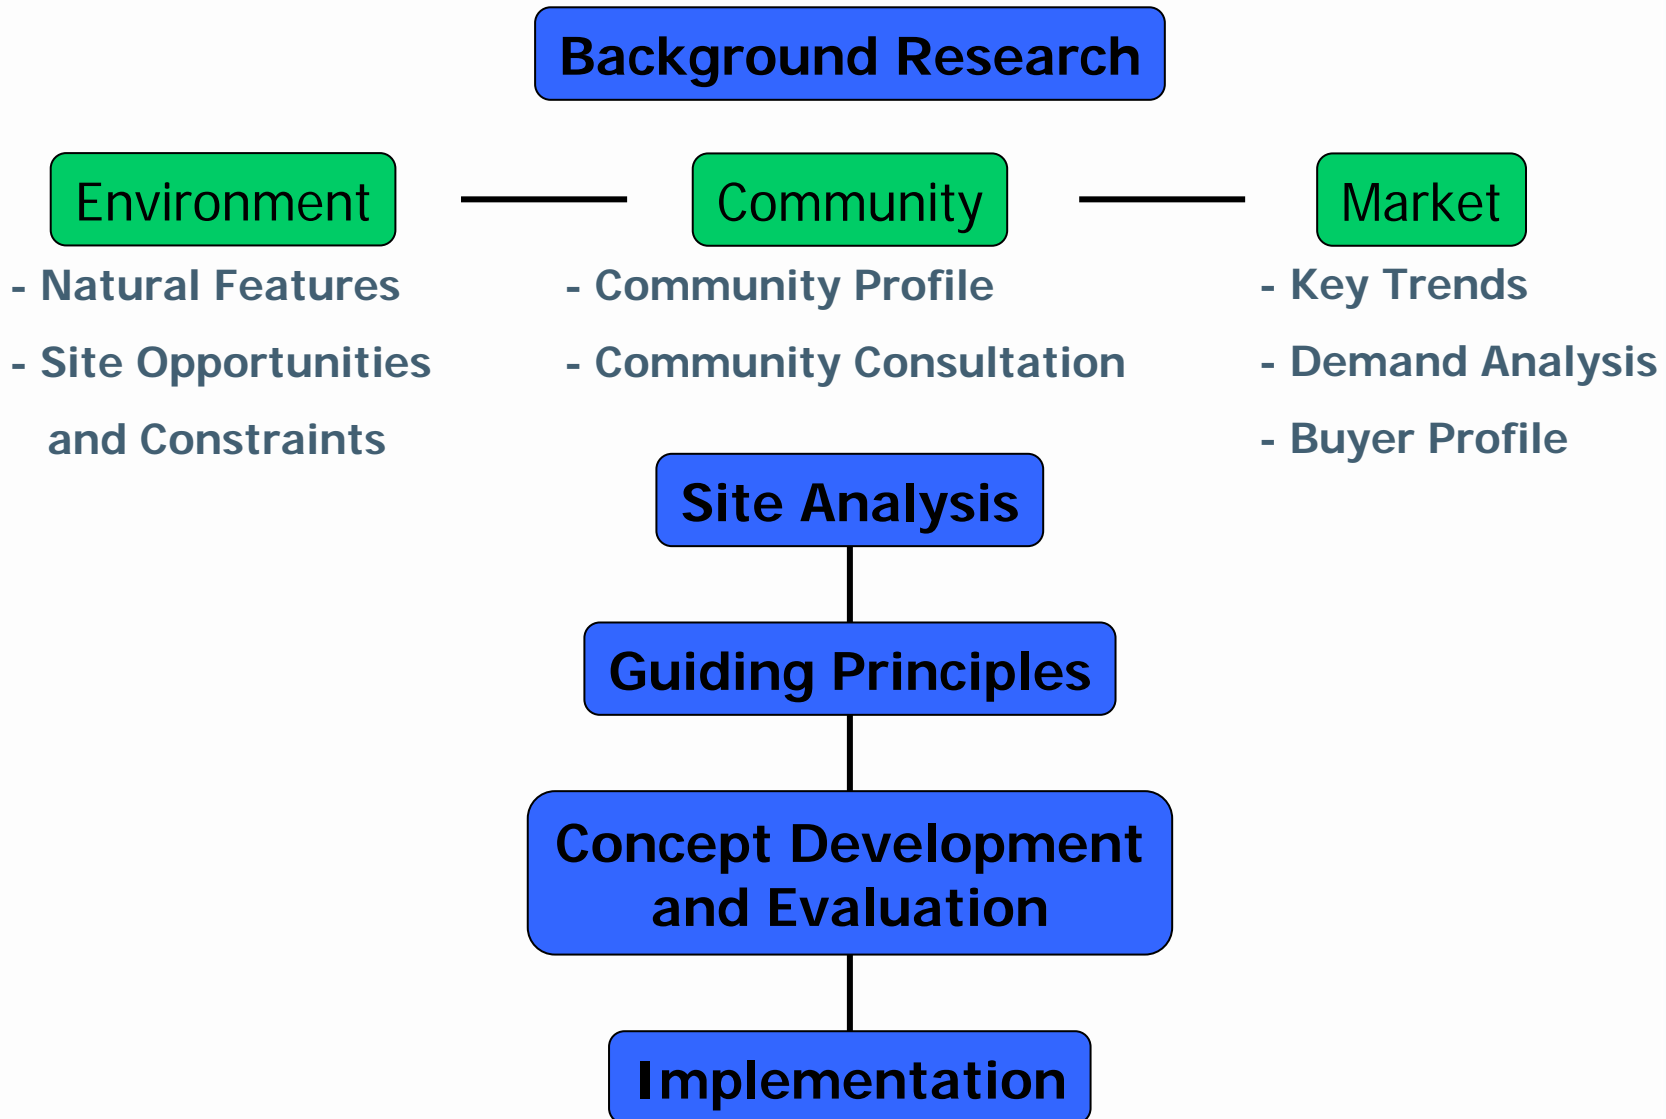 Background Research
Environment
Community
Market
- Natural Features
- Community Profile
- Key Trends
- Site Opportunities
- Community Consultation
- Demand Analysis
and Constraints
- Buyer Profile
Site Analysis
Guiding Principles
Concept Development
and Evaluation
Implementation